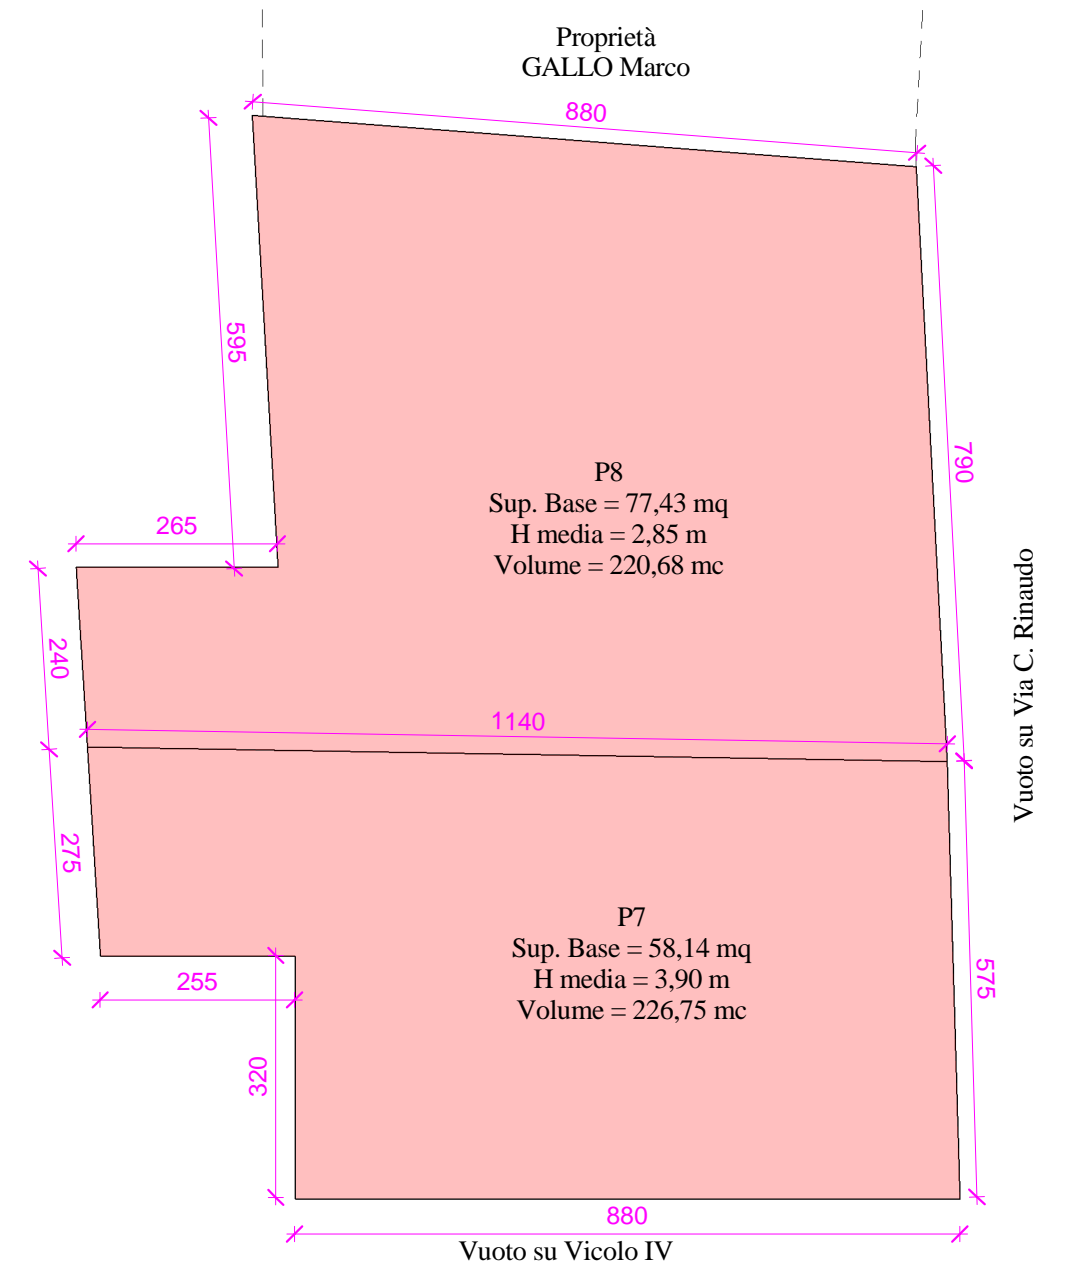 Proprietà
GALLO Marco
880
595
790
P8
Sup. Base = 77,43 mq
H media = 2,85 m
Volume = 220,68 mc
265
240
Vuoto su Via C. Rinaudo
1140
275
P7
Sup. Base = 58,14 mq
H media = 3,90 m
Volume = 226,75 mc
255
575
320
880
Vuoto su Vicolo IV